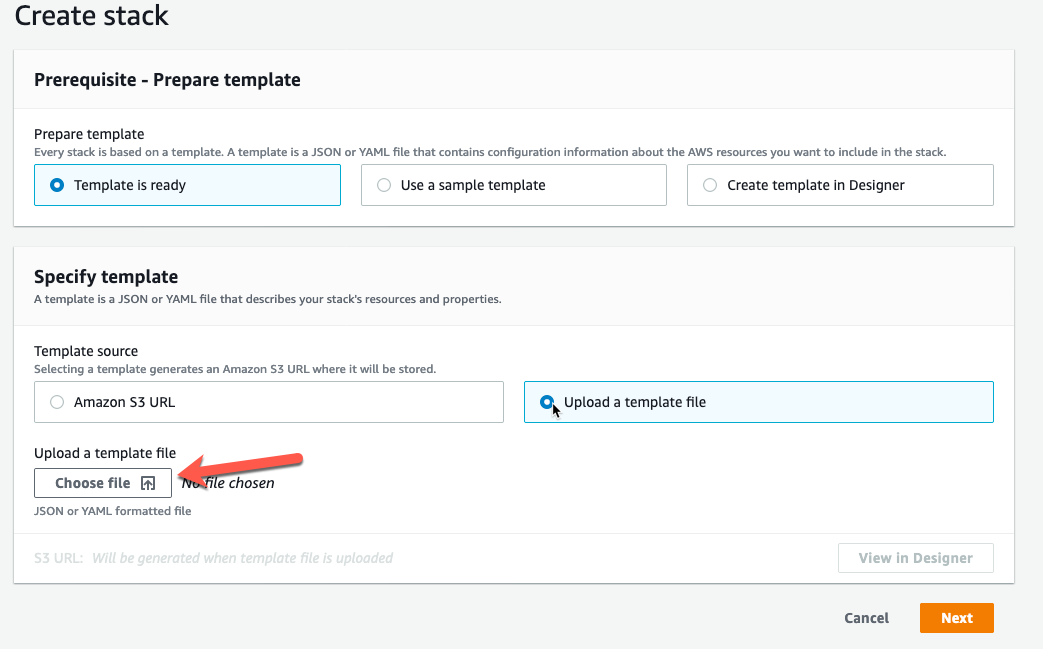 Create stack
Prerequisite - Prepare template
Prepare template
Every stack is based on a template. A template is a JSON or YAML file that contains configuration information about the AWS resources you want to include in the stack.
Template is ready
Use a sample template
Create template in Designer
Specify template
A template is a JSON or YAML file that describes your stack's resources and properties.
Template source
Selecting a template generates an Amazon S3 URL where it will be stored.
Amazon S3 URL
Upload a template file
Upload a template file
Choose file
No file chosen
JSON or YAML formatted file
S3 URL: Will be generated when template file is uploaded
View in Designer
Cancel
Next